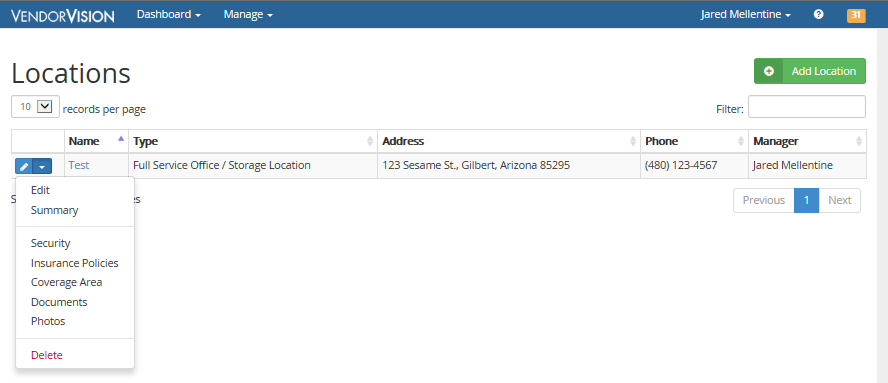 VENDORVISION Dashboard Manage Jared Mellentine 31
Locations
Add Location
10 records per page Filter:
Name Type Address Phone Manager
Test Full Service Office / Storage Location 123 Sesame St., Gilbert, Arizona 85295 (480) 123-4567 Jared Mellentine
Edit
Previous 1 Next
Summary
Security
Insurance Policies
Coverage Area
Documents
Photos
Delete